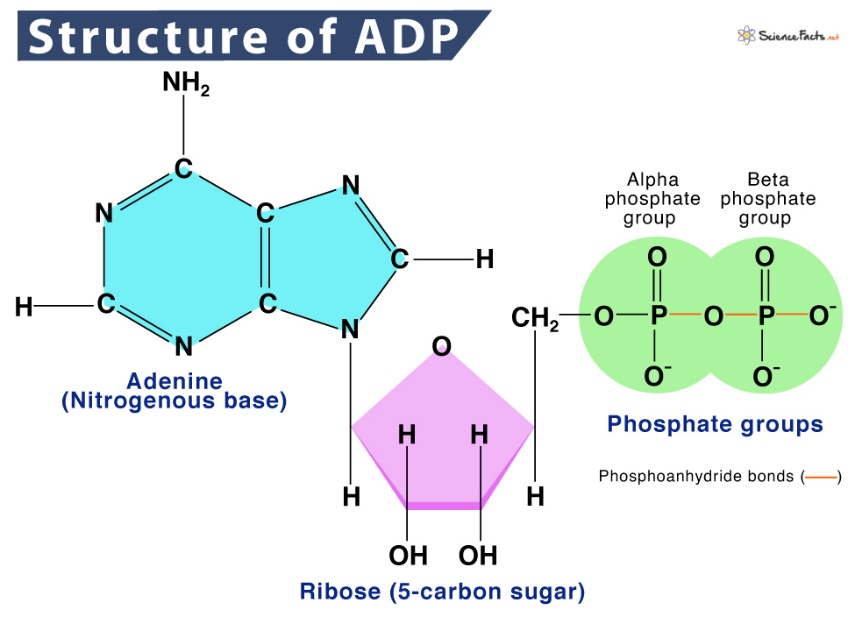 Structure of ADP
ScienceFacts.net
NH₂
C
N
C
N
C
H
C
C
N
N
H
Adenine
(Nitrogenous base)
Alpha
phosphate
group
Beta
phosphate
group
O
O
CH₂
O
P
O
P
O⁻
O⁻
O⁻
Phosphate groups
Phosphoanhydride bonds (—)
O
H
H
H
H
OH
OH
Ribose (5-carbon sugar)